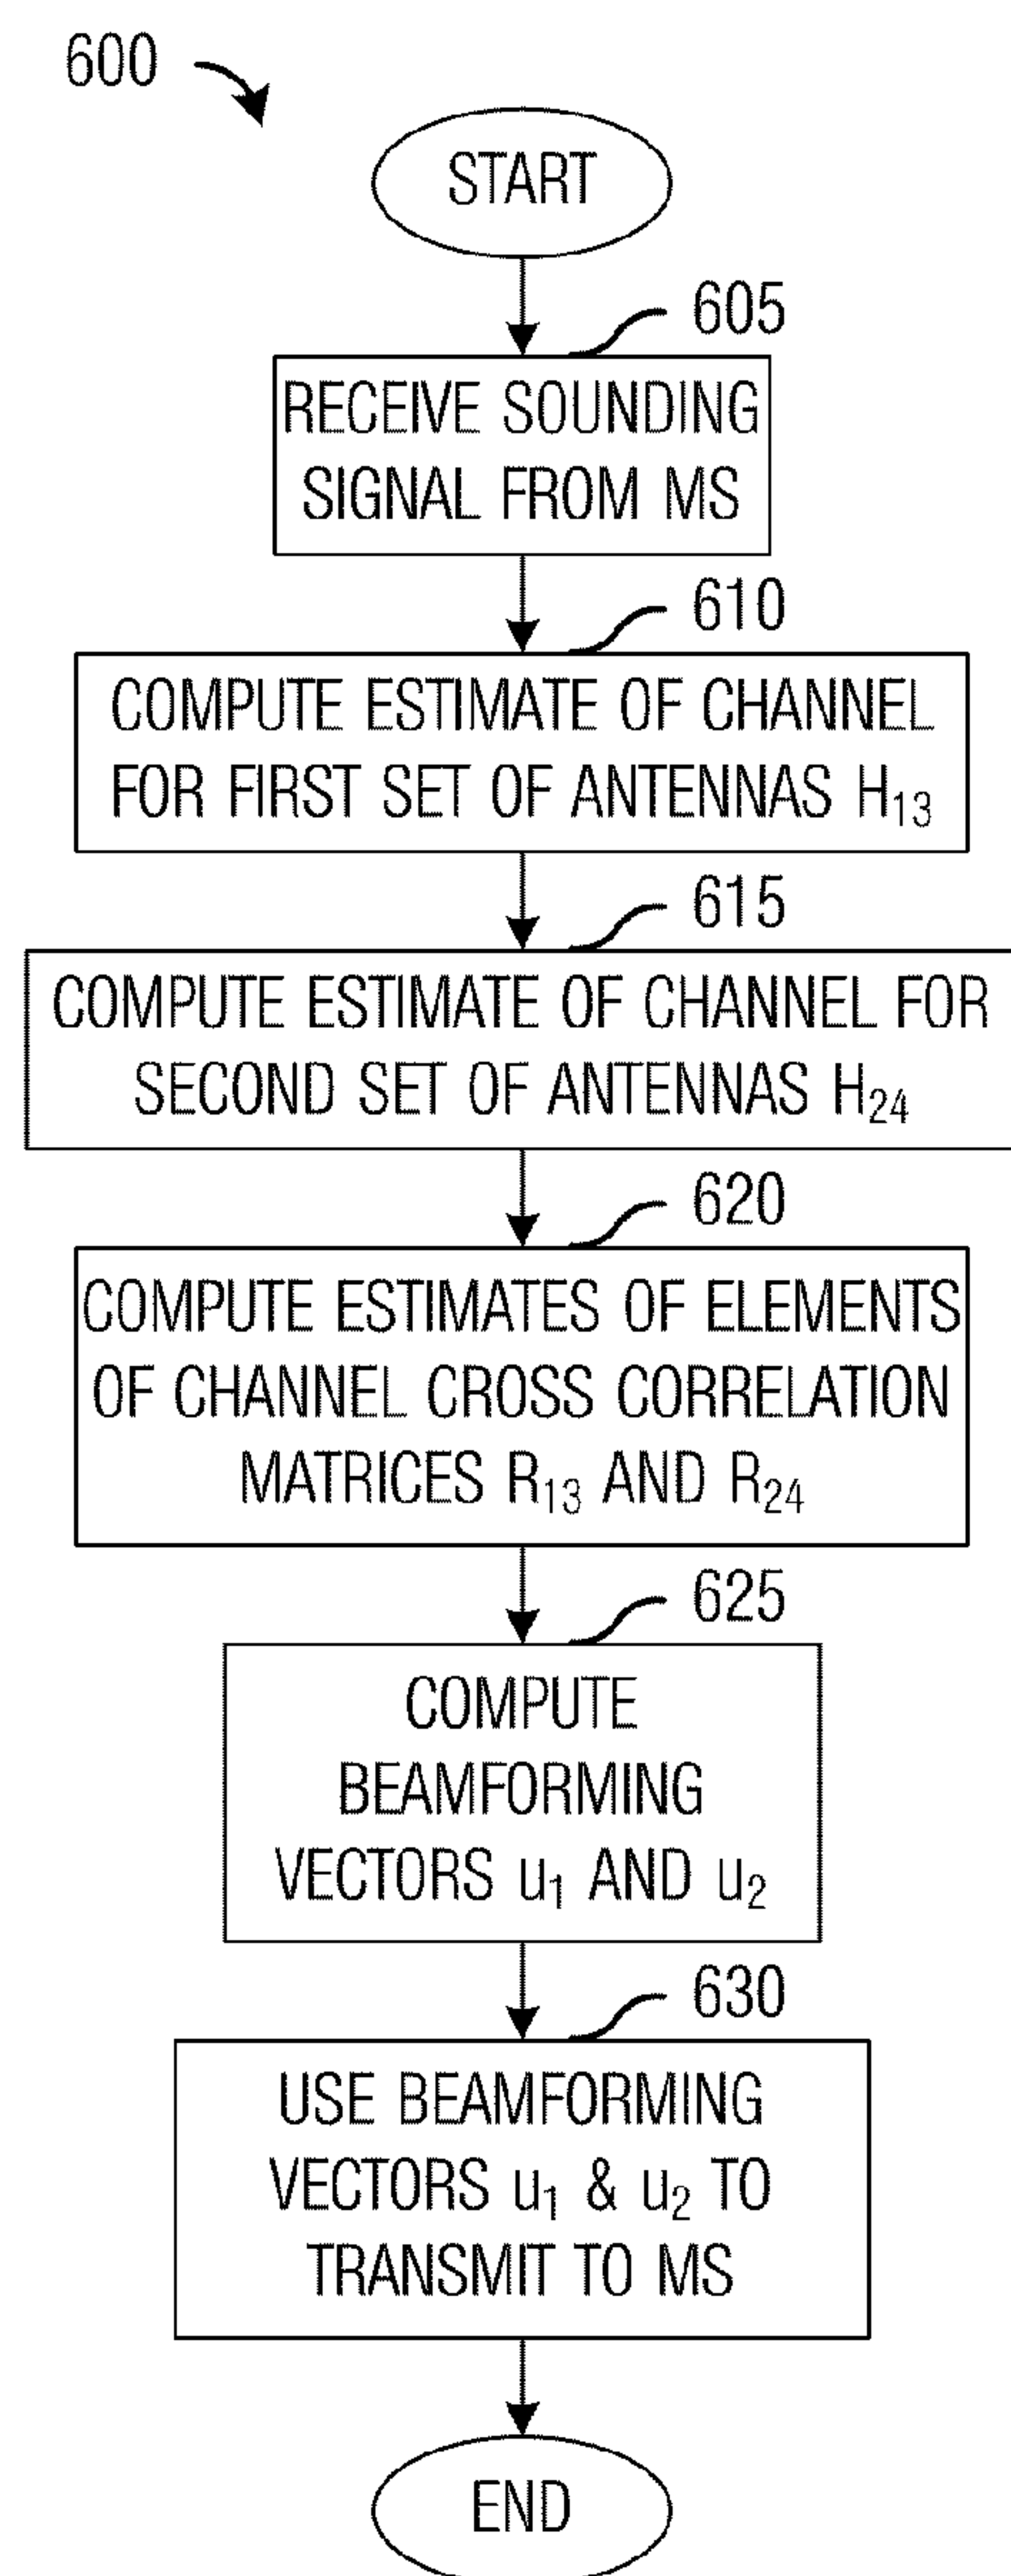 600
START
605
RECEIVE SOUNDING
SIGNAL FROM MS
610
COMPUTE ESTIMATE OF CHANNEL
FOR FIRST SET OF ANTENNAS H₁₃
615
COMPUTE ESTIMATE OF CHANNEL FOR
SECOND SET OF ANTENNAS H₂₄
620
COMPUTE ESTIMATES OF ELEMENTS
OF CHANNEL CROSS CORRELATION
MATRICES R₁₃ AND R₂₄
625
COMPUTE
BEAMFORMING
VECTORS u₁ AND u₂
630
USE BEAMFORMING
VECTORS u₁ & u₂ TO
TRANSMIT TO MS
END